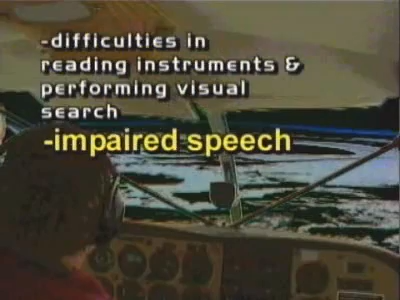 -difficulties in
reading instruments &
performing visual
search
-impaired speech